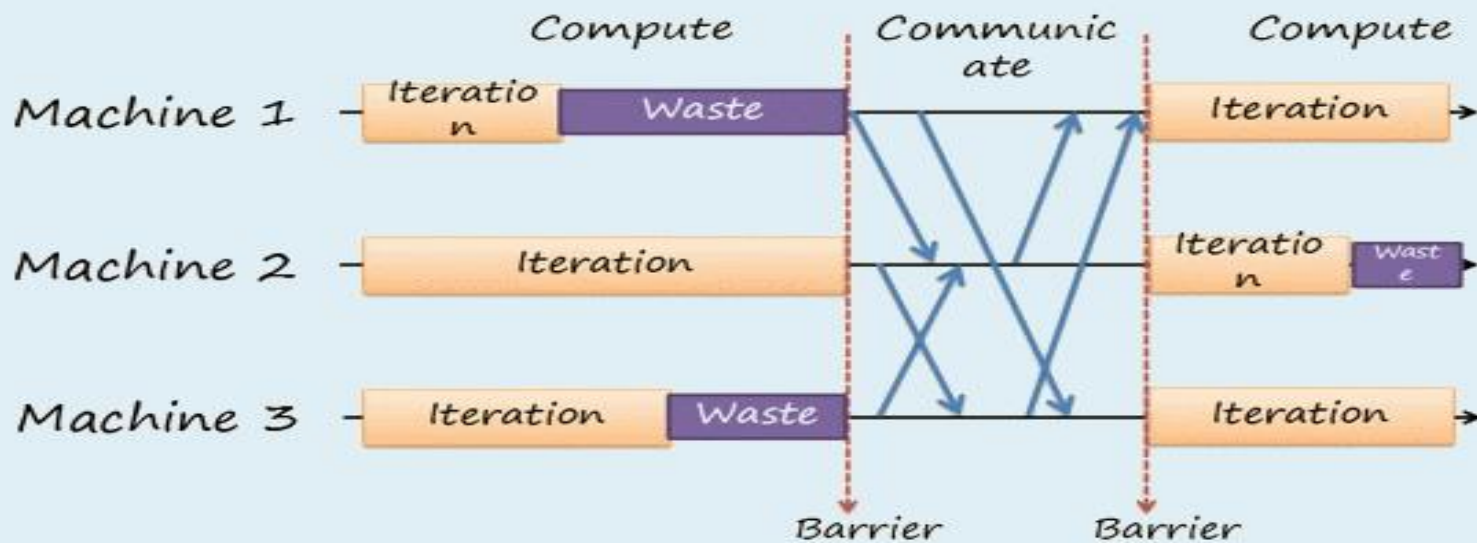 Compute
Communic
ate
Compute
Machine 1
Iteratio
n
Waste
Iteration
Machine 2
Iteration
Iteratio
n
Wast
e
Machine 3
Iteration
Waste
Iteration
Barrier
Barrier